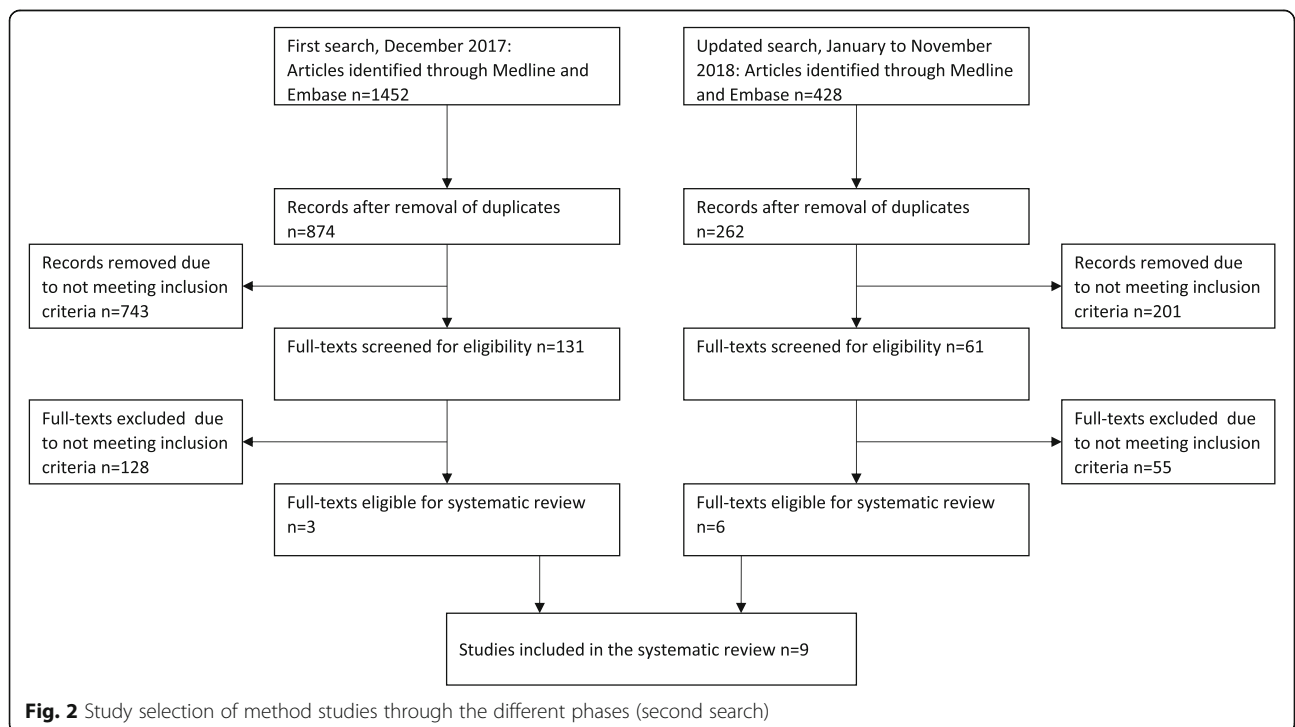 First search, December 2017:
Articles identified through Medline and
Embase n=1452
Updated search, January to November
2018: Articles identified through Medline
and Embase n=428
Records after removal of duplicates
n=874
Records after removal of duplicates
n=262
Records removed due
to not meeting inclusion
criteria n=743
Records removed due
to not meeting inclusion
criteria n=201
Full-texts screened for eligibility n=131
Full-texts screened for eligibility n=61
Full-texts excluded due
to not meeting inclusion
criteria n=128
Full-texts excluded due
to not meeting inclusion
criteria n=55
Full-texts eligible for systematic review
n=3
Full-texts eligible for systematic review
n=6
Studies included in the systematic review n=9
Fig. 2 Study selection of method studies through the different phases (second search)